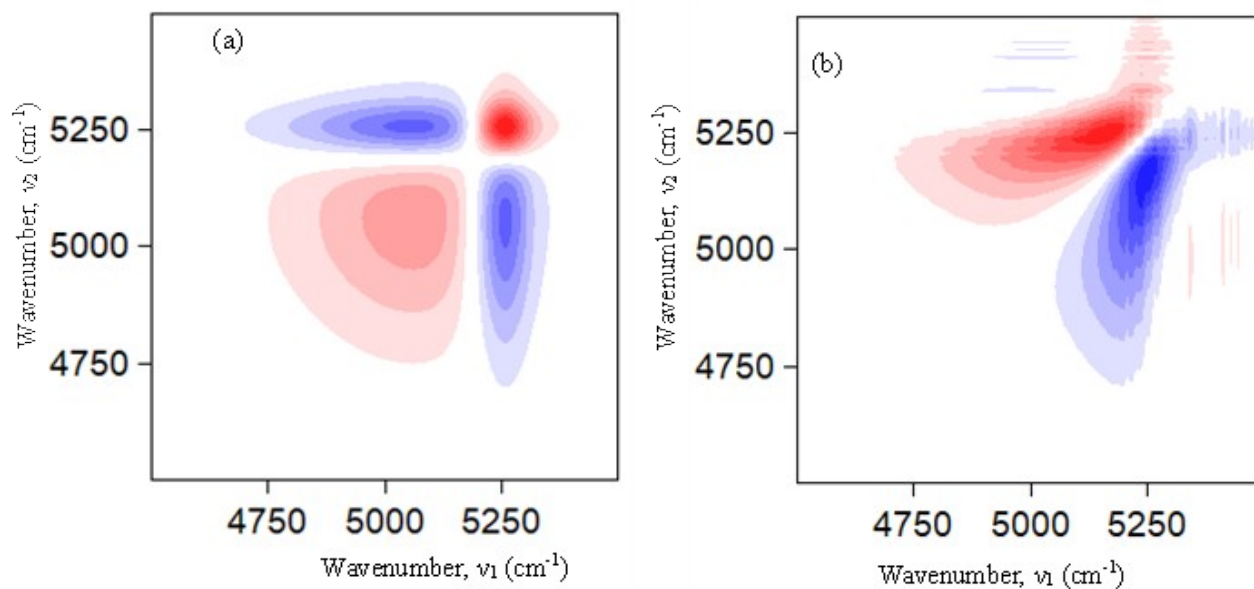 (a)
Wavenumber, ν₂ (cm⁻¹)
5250
5000
4750
4750 5000 5250
Wavenumber, ν₁ (cm⁻¹)
(b)
Wavenumber, ν₂ (cm⁻¹)
5250
5000
4750
4750 5000 5250
Wavenumber, ν₁ (cm⁻¹)